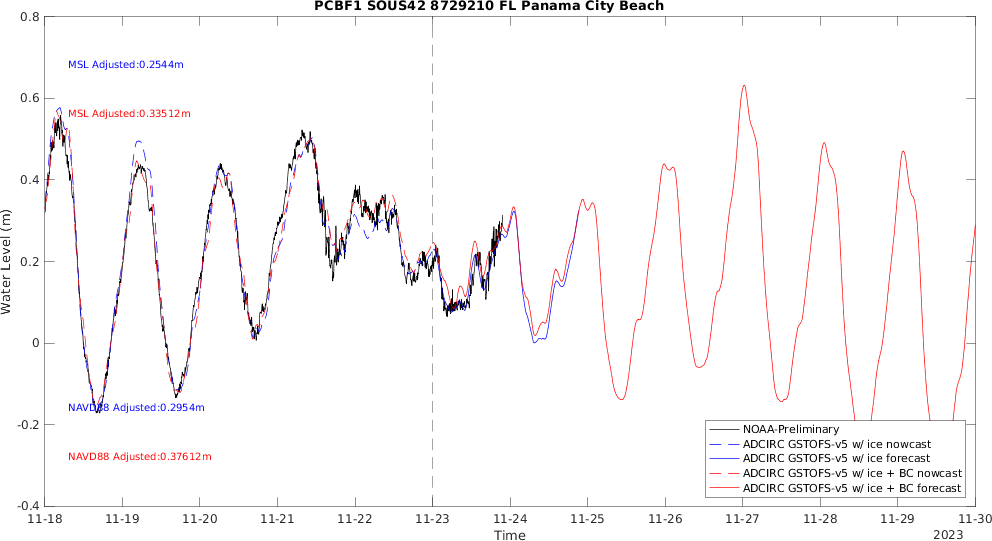 PCBF1 SOUS42 8729210 FL Panama City Beach
0.8
0.6
0.4
0.2
0
-0.2
-0.4
Water Level (m)
MSL Adjusted:0.2544m
MSL Adjusted:0.33512m
NAVD88 Adjusted:0.2954m
NAVD88 Adjusted:0.37612m
NOAA-Preliminary
ADCIRC GSTOFS-v5 w/ ice nowcast
ADCIRC GSTOFS-v5 w/ ice forecast
ADCIRC GSTOFS-v5 w/ ice + BC nowcast
ADCIRC GSTOFS-v5 w/ ice + BC forecast
11-18 11-19 11-20 11-21 11-22 11-23 11-24 11-25 11-26 11-27 11-28 11-29 11-30
Time
2023